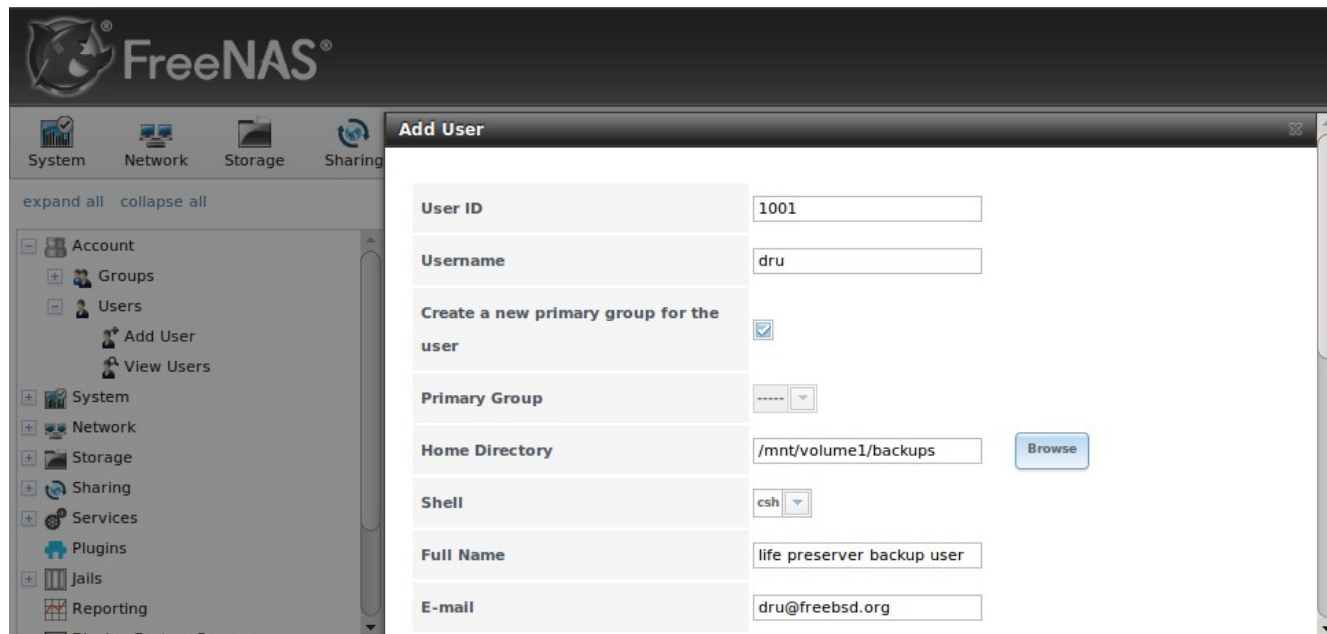 FreeNAS®
System
Network
Storage
Sharing
expand all
collapse all
Account
Groups
Users
Add User
View Users
System
Network
Storage
Sharing
Services
Plugins
Jails
Reporting
Add User
User ID
1001
Username
dru
Create a new primary group for the
user
Primary Group
-----
Home Directory
/mnt/volume1/backups
Browse
Shell
csh
Full Name
life preserver backup user
E-mail
dru@freebsd.org